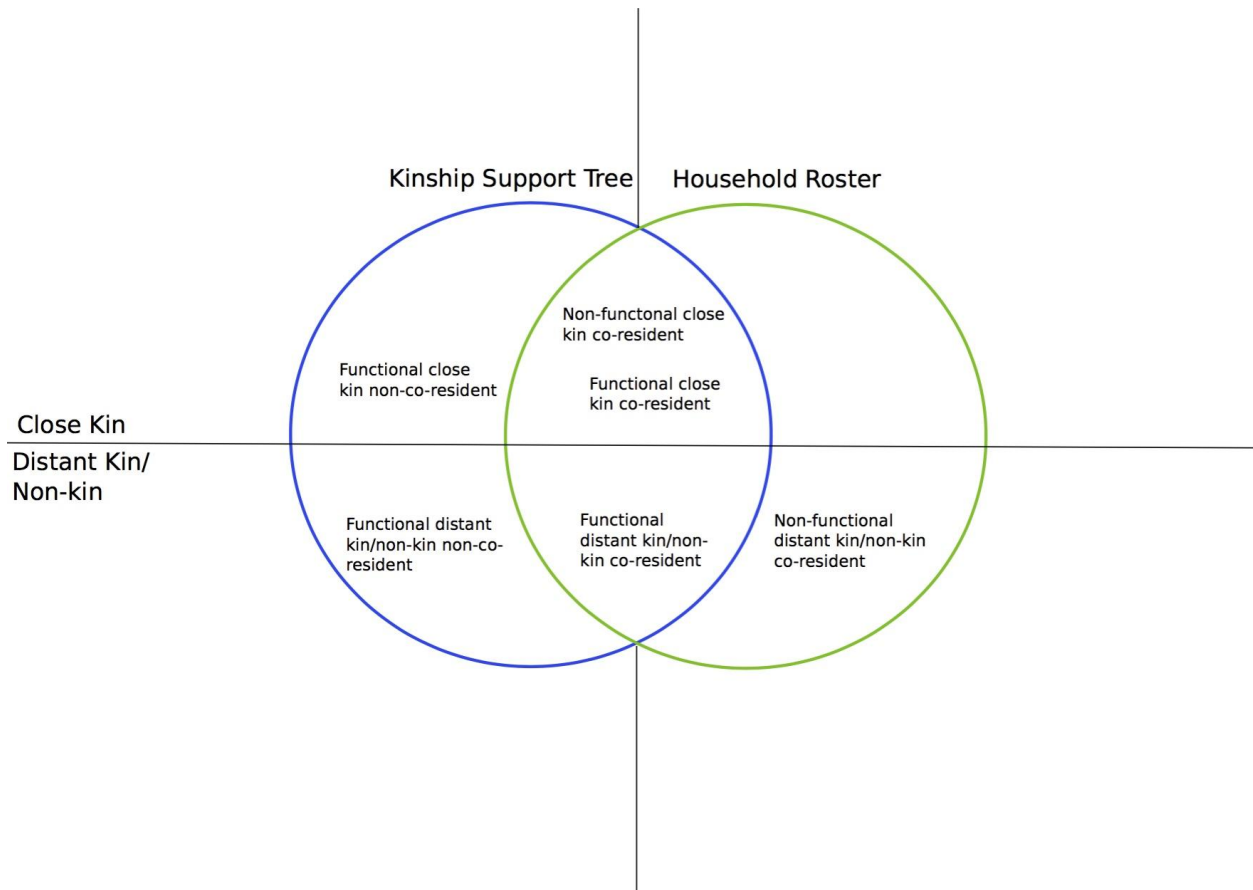 Kinship Support Tree
Household Roster
Non-functonal close
kin co-resident
Functional close
kin non-co-resident
Functional close
kin co-resident
Close Kin
Distant Kin/
Non-kin
Functional distant
kin/non-kin non-co-
resident
Functional
distant kin/non-
kin co-resident
Non-functional
distant kin/non-kin
co-resident